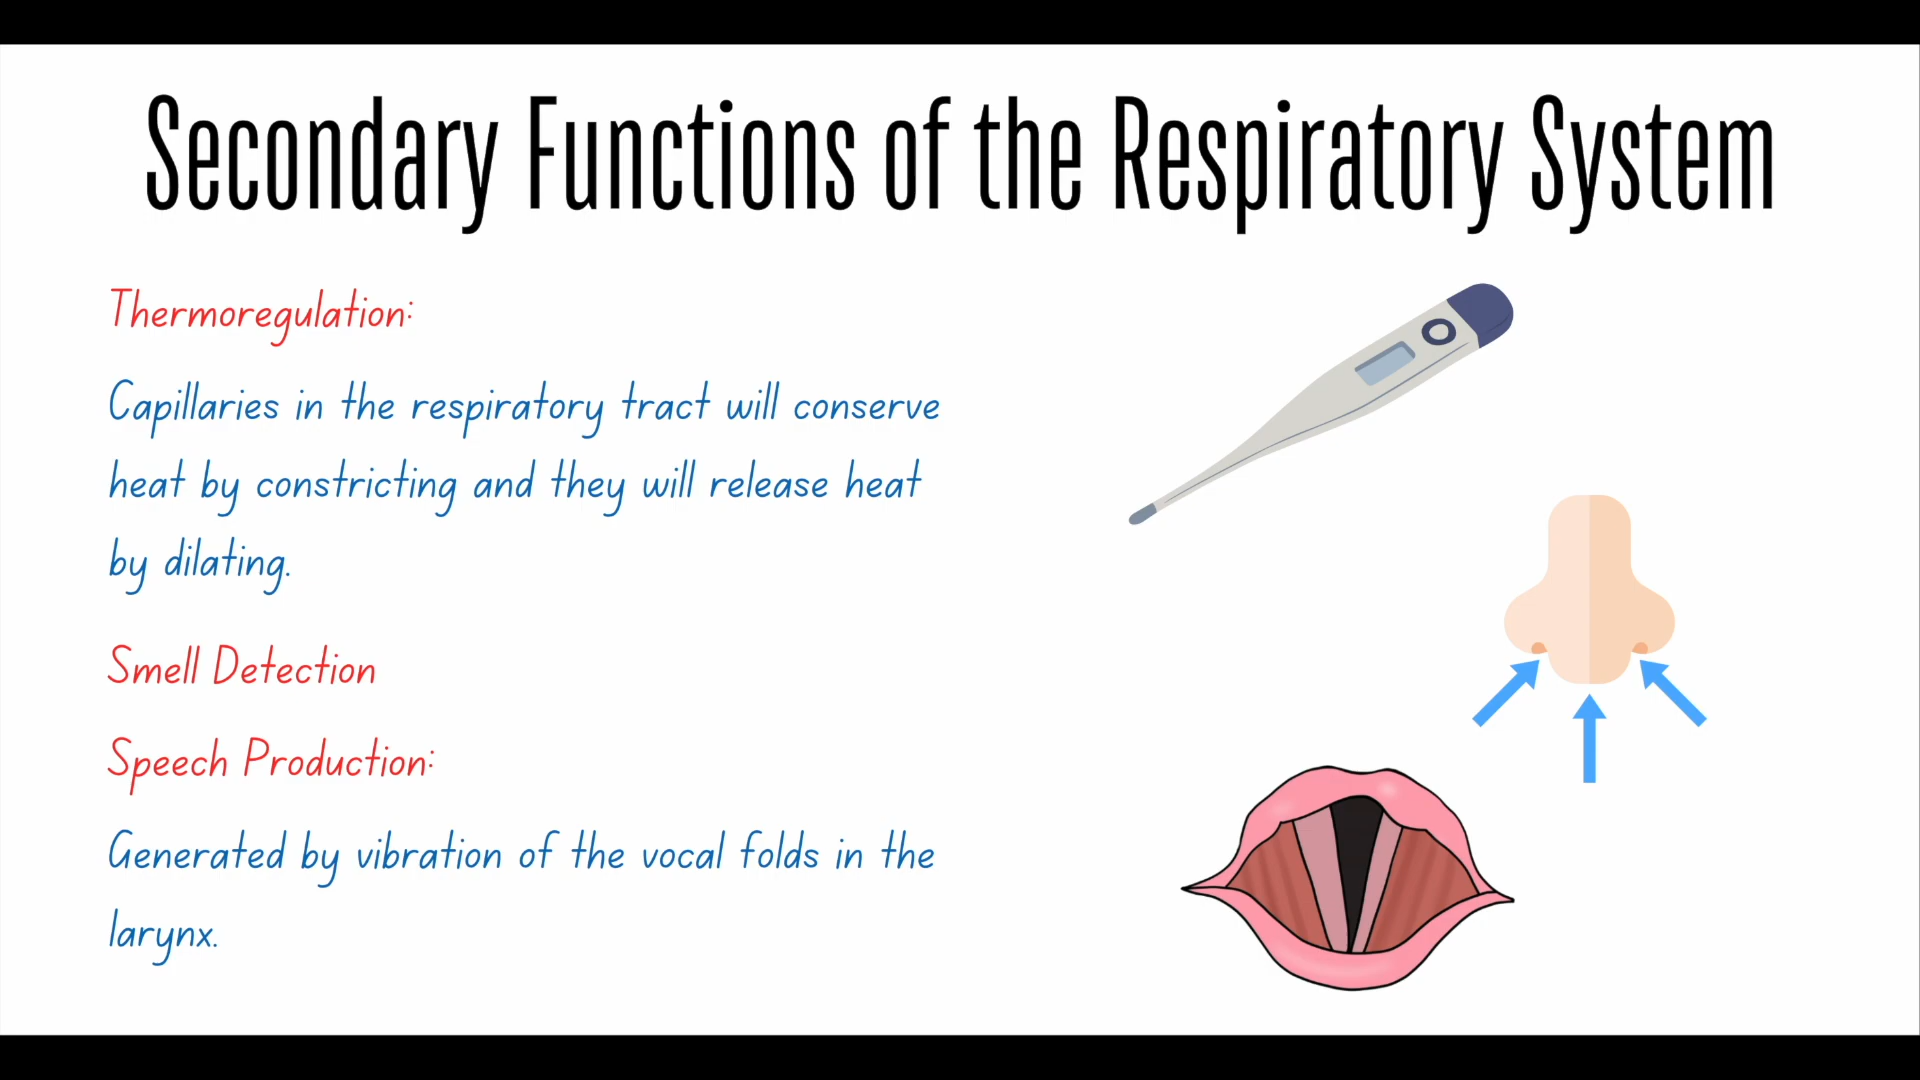 Secondary Functions of the Respiratory System
Thermoregulation:
Capillaries in the respiratory tract will conserve
heat by constricting and they will release heat
by dilating.
Smell Detection
Speech Production:
Generated by vibration of the vocal folds in the
larynx.